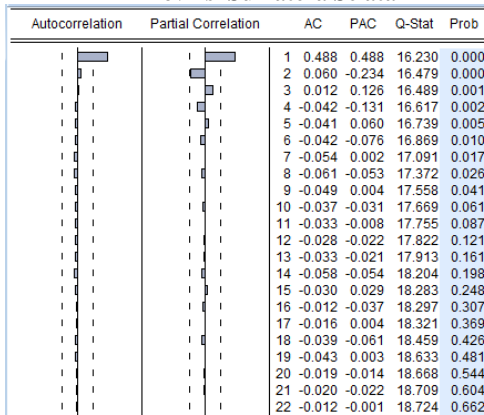 Autocorrelation Partial Correlation AC PAC Q-Stat Prob
1 0.488 0.488 16.230 0.000
2 0.060 -0.234 16.479 0.000
3 0.012 0.126 16.489 0.001
4 -0.042 -0.131 16.617 0.002
5 -0.041 0.060 16.739 0.005
6 -0.042 -0.076 16.869 0.010
7 -0.054 0.002 17.091 0.017
8 -0.061 -0.053 17.372 0.026
9 -0.049 0.004 17.558 0.041
10 -0.037 -0.031 17.669 0.061
11 -0.033 -0.008 17.755 0.087
12 -0.028 -0.022 17.822 0.121
13 -0.033 -0.021 17.913 0.161
14 -0.058 -0.054 18.204 0.198
15 -0.030 0.029 18.283 0.248
16 -0.012 -0.037 18.297 0.307
17 -0.016 0.004 18.321 0.369
18 -0.039 -0.061 18.459 0.426
19 -0.043 0.003 18.633 0.481
20 -0.019 -0.014 18.668 0.544
21 -0.020 -0.022 18.709 0.604
22 -0.012 -0.001 18.724 0.662